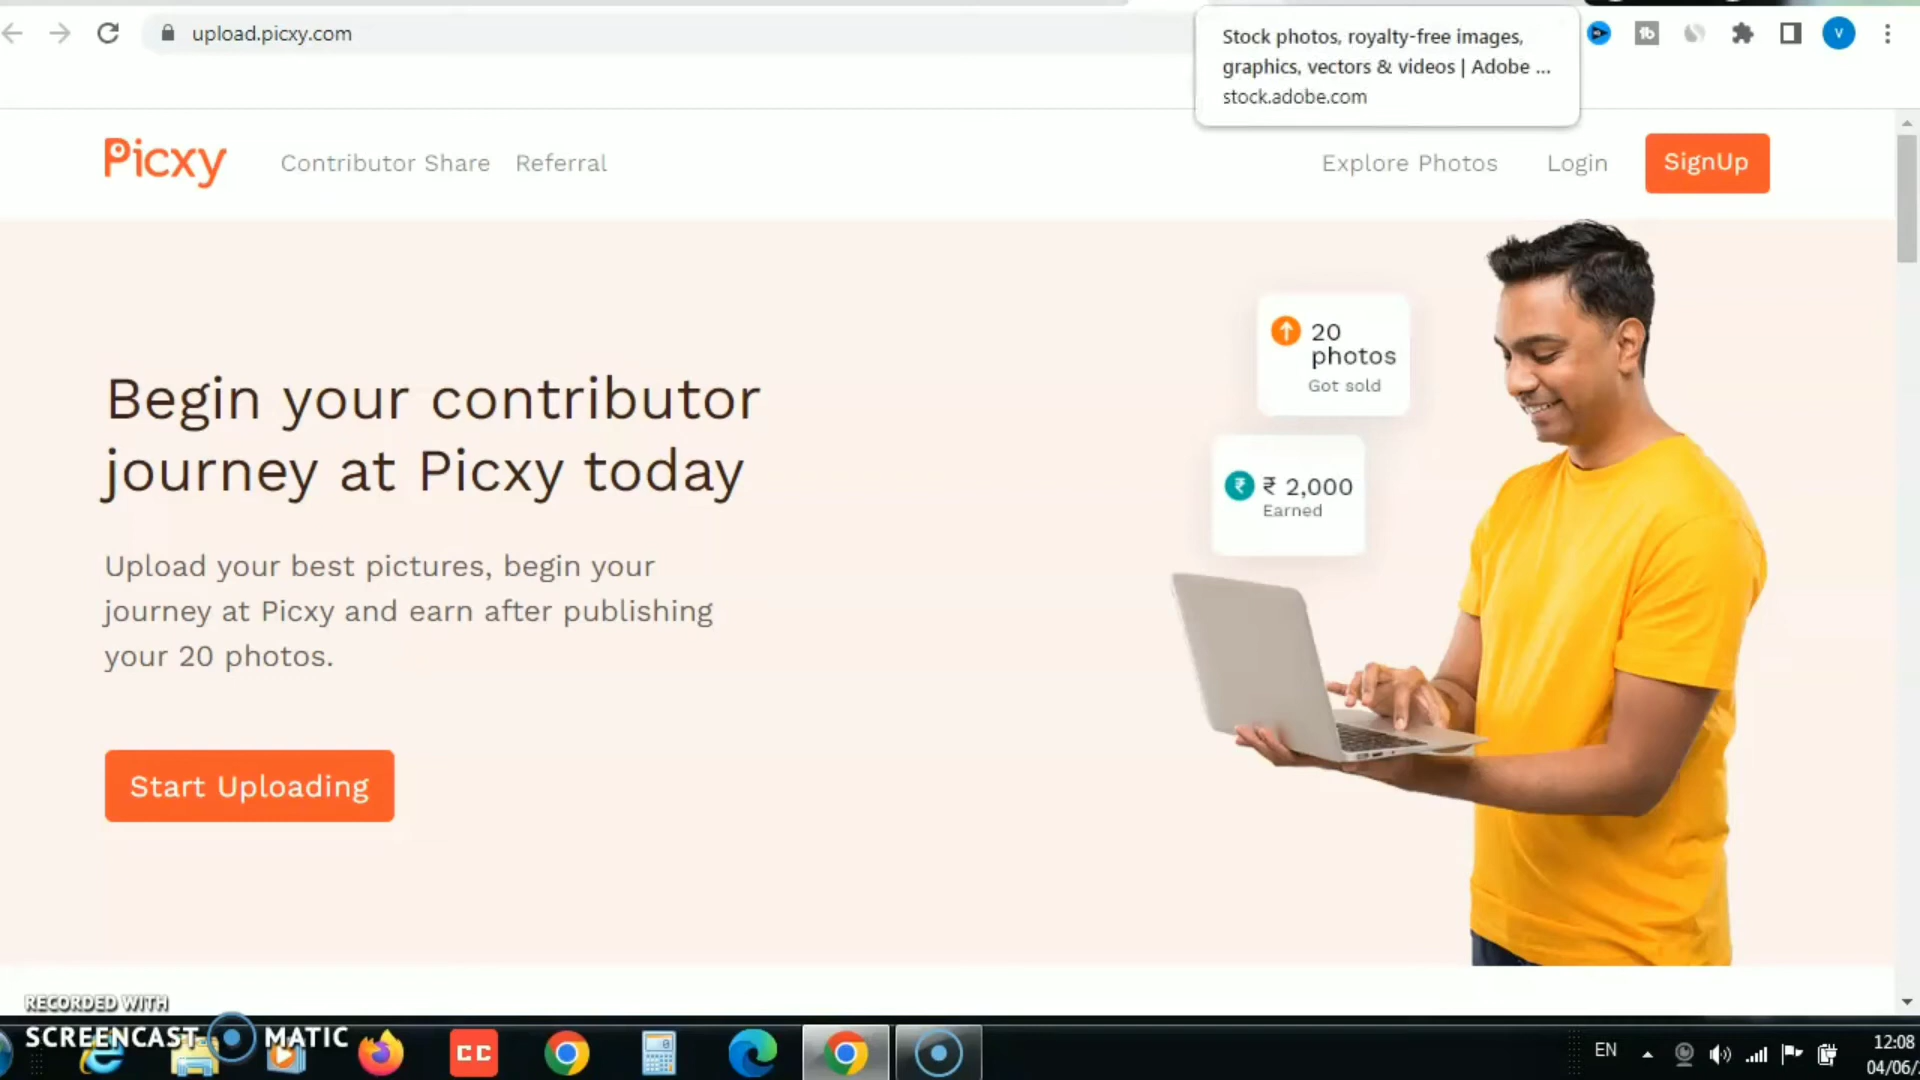 upload.picxy.com
Stock photos, royalty-free images,
graphics, vectors & videos | Adobe ...
stock.adobe.com
V
Picxy
Contributor Share
Referral
Explore Photos
Login
SignUp
20
photos
Got sold
₹ 2,000
Earned
Begin your contributor
journey at Picxy today
Upload your best pictures, begin your
journey at Picxy and earn after publishing
your 20 photos.
Start Uploading
RECORDED WITH
SCREENCAST MATIC
CC
EN
12:08
04/06/